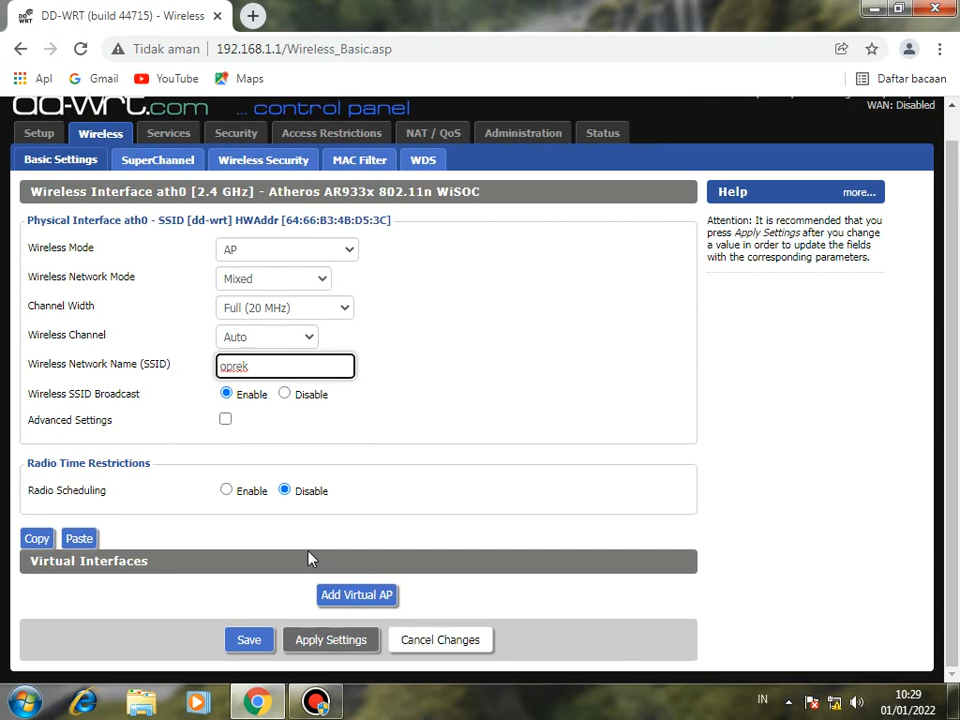 DD-WRT (build 44715) - Wireless
Tidak aman 192.168.1.1/Wireless_Basic.asp
Apl Gmail YouTube Maps Daftar bacaan
dd-wrt.com ... control panel
WAN: Disabled
Setup Wireless Services Security Access Restrictions NAT / QoS Administration Status
Basic Settings SuperChannel Wireless Security MAC Filter WDS
Wireless Interface ath0 [2.4 GHz] - Atheros AR933x 802.11n WiSOC
Physical Interface ath0 - SSID [dd-wrt] HWAddr [64:66:B3:4B:D5:3C]
Wireless Mode AP
Wireless Network Mode Mixed
Channel Width Full (20 MHz)
Wireless Channel Auto
Wireless Network Name (SSID) oprek
Wireless SSID Broadcast Enable Disable
Advanced Settings
Radio Time Restrictions
Radio Scheduling Enable Disable
Copy Paste
Virtual Interfaces
Add Virtual AP
Save Apply Settings Cancel Changes
Help more...
Attention: It is recommended that you
press Apply Settings after you change
a value in order to update the fields
with the corresponding parameters.
IN 10:29
01/01/2022